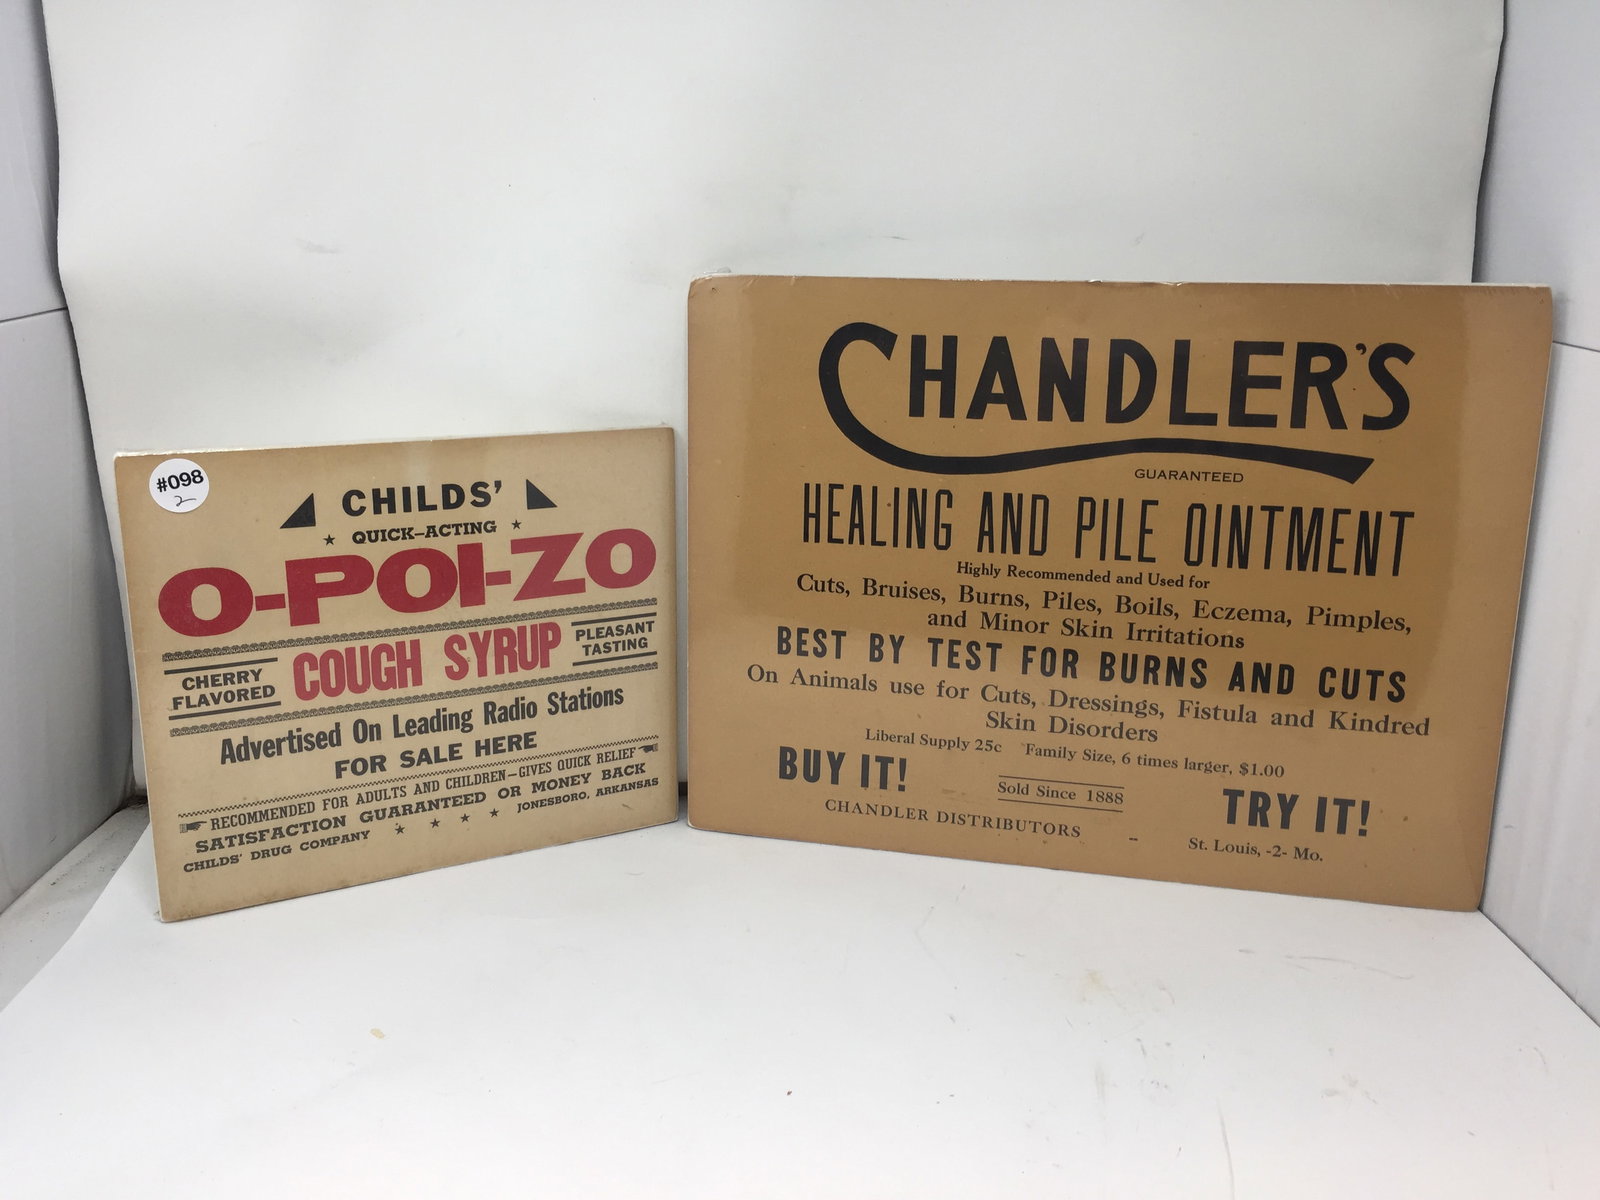 #098
2
CHILDS'
QUICK-ACTING
O-POI-ZO
CHERRY
FLAVORED
COUGH SYRUP
PLEASANT
TASTING
Advertised On Leading Radio Stations
FOR SALE HERE
RECOMMENDED FOR ADULTS AND CHILDREN-GIVES QUICK RELIEF
SATISFACTION GUARANTEED OR MONEY BACK
CHILDS' DRUG COMPANY
JONESBORO, ARKANSAS
CHANDLER'S
GUARANTEED
HEALING AND PILE OINTMENT
Highly Recommended and Used for
Cuts, Bruises, Burns, Piles, Boils, Eczema, Pimples,
and Minor Skin Irritations
BEST BY TEST FOR BURNS AND CUTS
On Animals use for Cuts, Dressings, Fistula and Kindred
Skin Disorders
Liberal Supply 25c Family Size, 6 times larger, $1.00
BUY IT!
Sold Since 1888
TRY IT!
CHANDLER DISTRIBUTORS - St. Louis, -2- Mo.